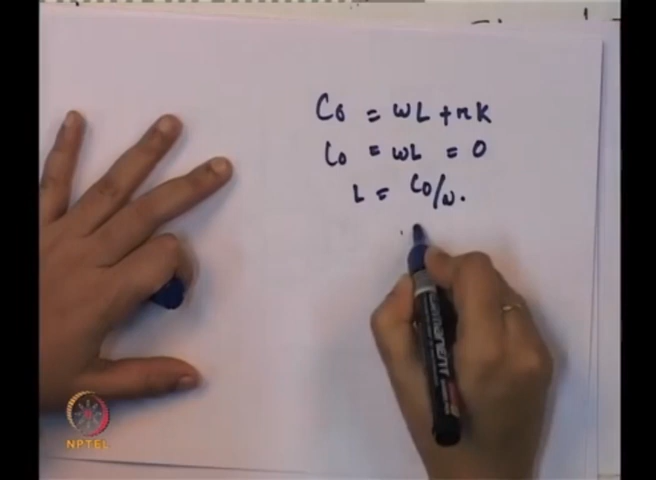 C0 = wL + rK
C0 = wL = 0
L = C0/w.
NPTEL